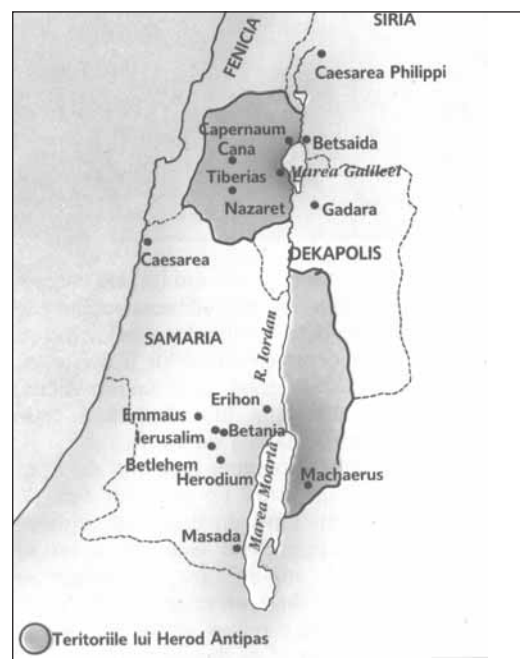 SIRIA
FENICIA
Caesarea Philippi
Capernaum
Betsaida
Cana
Marea Galileei
Tiberias
Nazaret
Gadara
Caesarea
DEKAPOLIS
SAMARIA
R. Iordan
Erihon
Emmaus
Betania
Ierusalim
Betlehem
Herodium
Marea Moartă
Machaerus
Masada
Teritoriile lui Herod Antipas